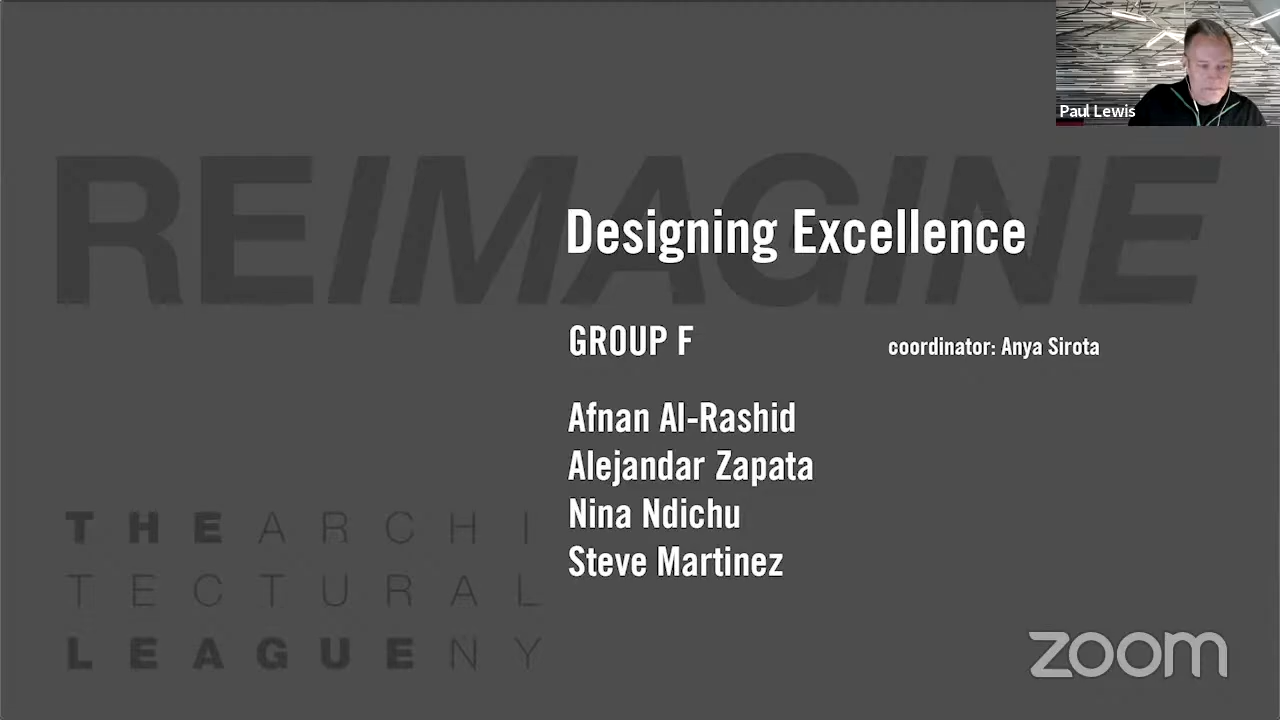 Paul Lewis
REIMAGINE
Designing Excellence
GROUP F
coordinator: Anya Sirota
Afnan Al-Rashid
Alejandar Zapata
Nina Ndichu
Steve Martinez
THE ARCHI
TECTURAL
LEAGUE NY
zoom